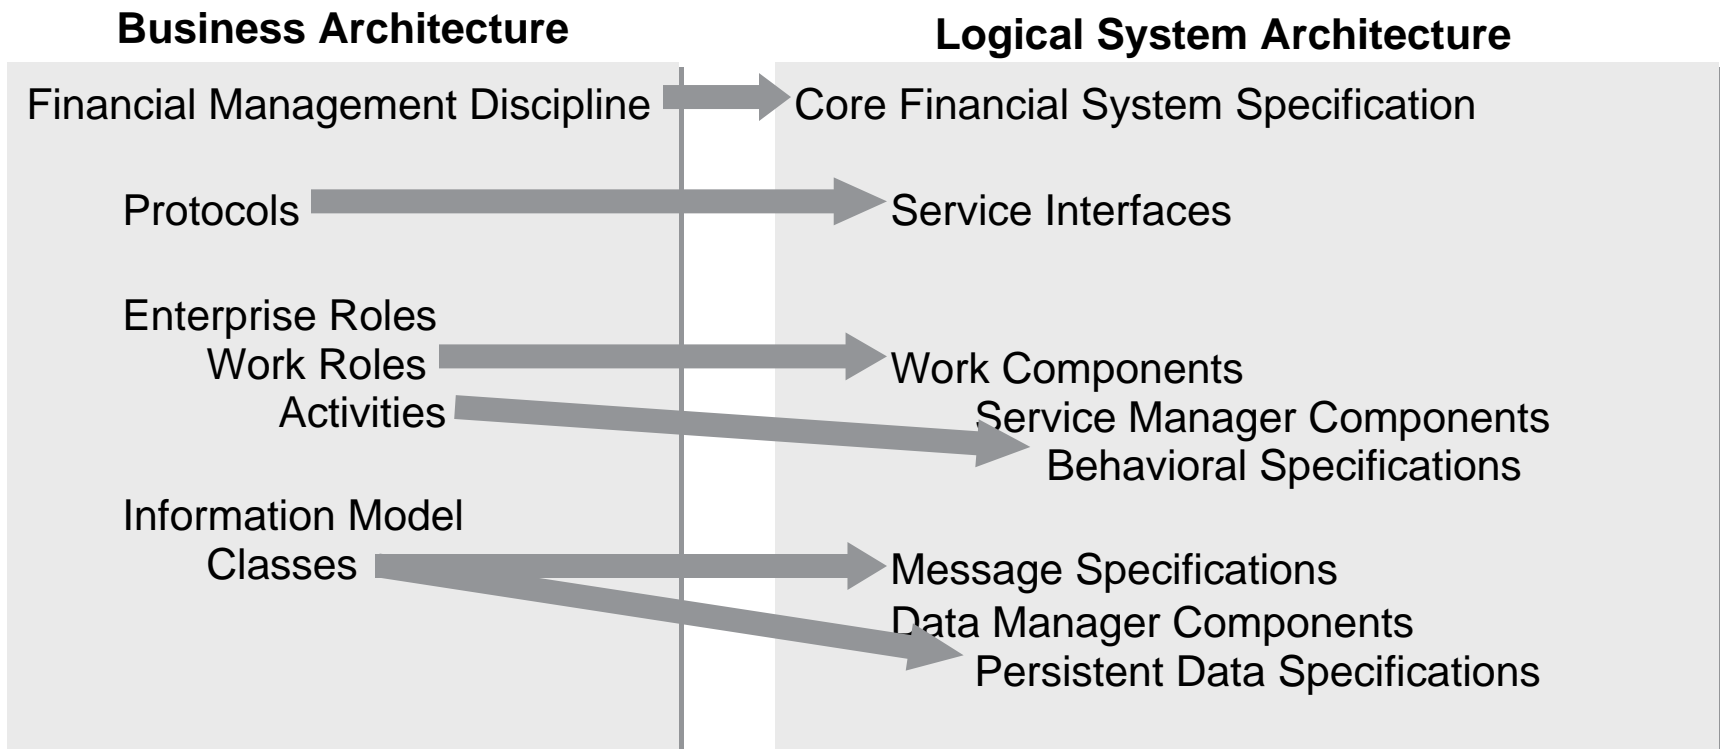 Business Architecture
Logical System Architecture
Financial Management Discipline
Core Financial System Specification
Protocols
Service Interfaces
Enterprise Roles
Work Roles
Work Components
Activities
Service Manager Components
Behavioral Specifications
Information Model
Classes
Message Specifications
Data Manager Components
Persistent Data Specifications